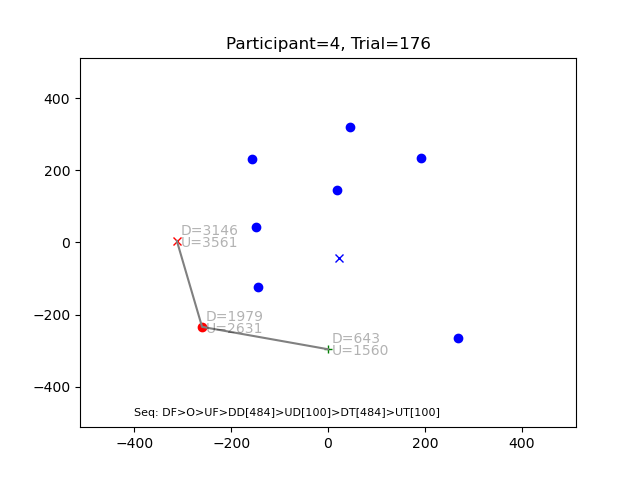 Participant=4, Trial=176
400
200
0
−200
−400
D=3146
U=3561
D=1979
U=2631
D=643
U=1560
Seq: DF>O>UF>DD[484]>UD[100]>DT[484]>UT[100]
−400 −200 0 200 400